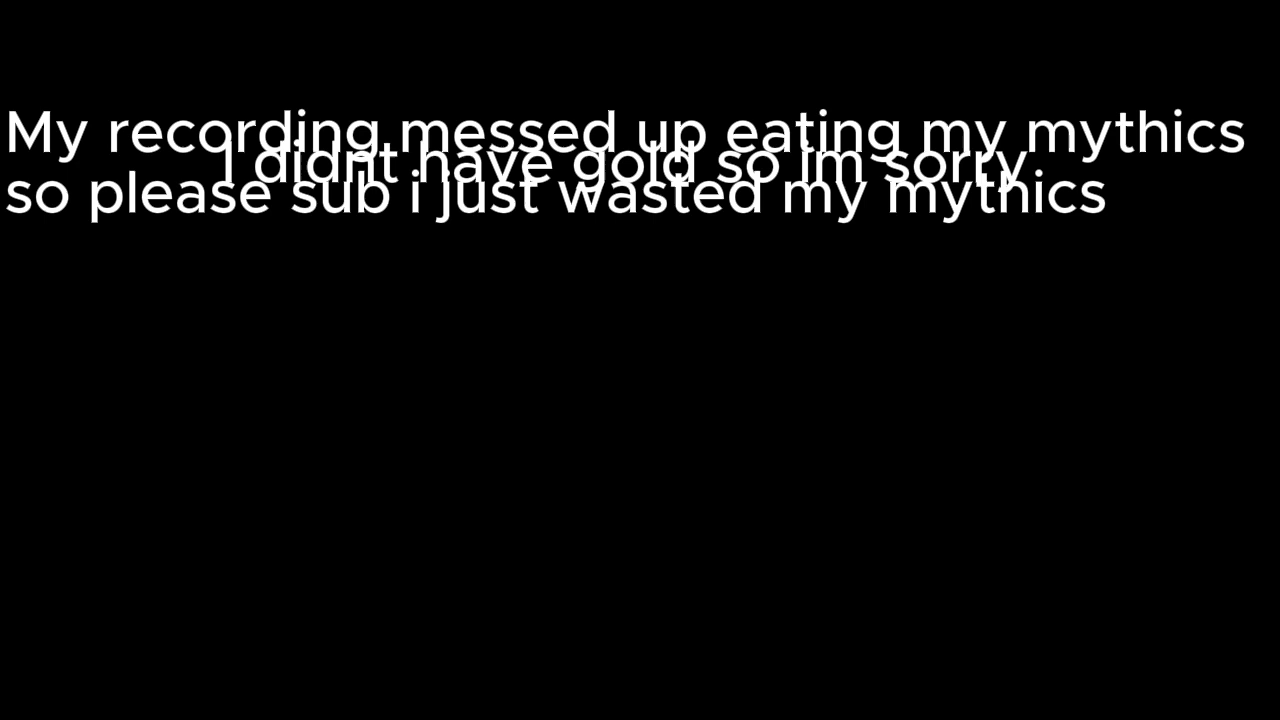 My recording messed up eating my mythics
I didnt have gold so im sorry
so please sub i just wasted my mythics